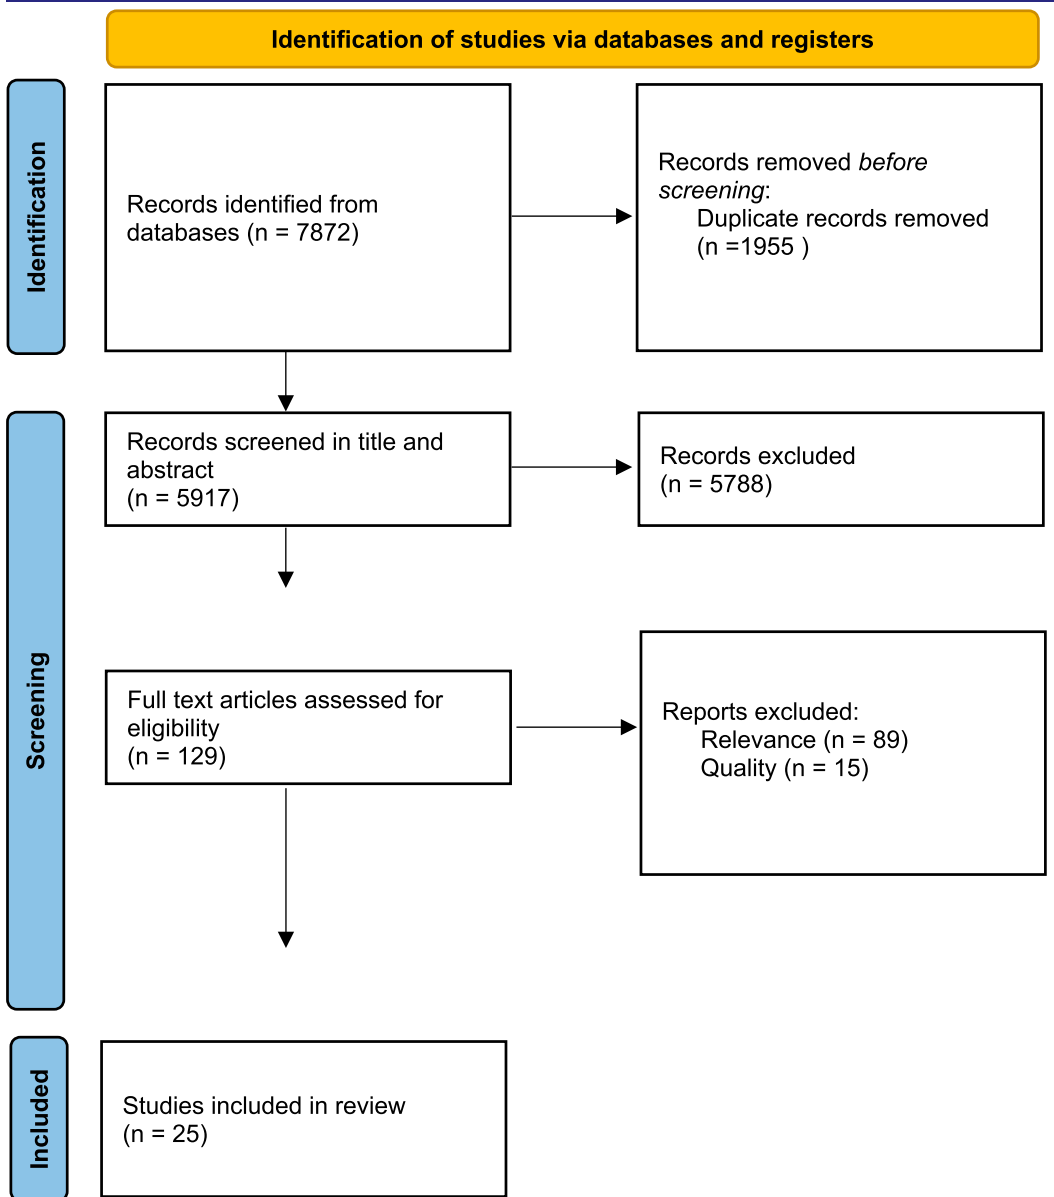 Identification of studies via databases and registers
Identification
Records identified from
databases (n = 7872)
Records removed before
screening:
Duplicate records removed
(n =1955 )
Screening
Records screened in title and
abstract
(n = 5917)
Records excluded
(n = 5788)
Full text articles assessed for
eligibility
(n = 129)
Reports excluded:
Relevance (n = 89)
Quality (n = 15)
Included
Studies included in review
(n = 25)